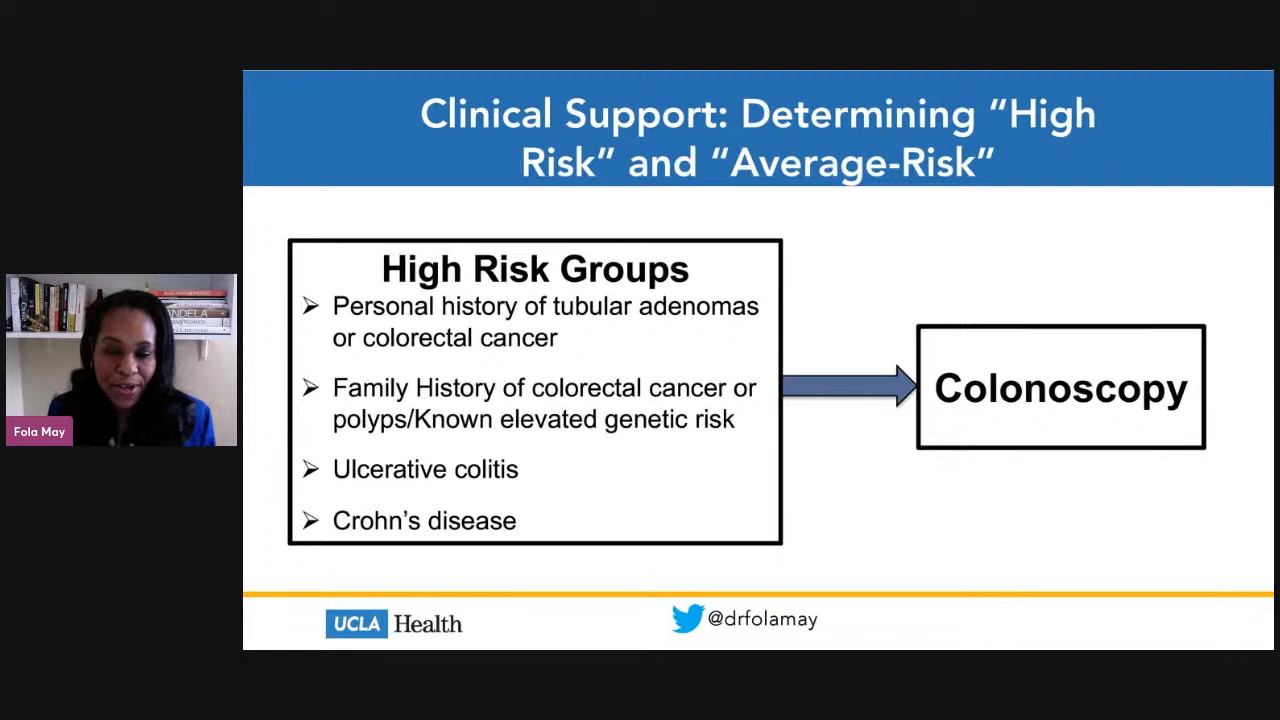 Clinical Support: Determining “High
Risk” and “Average-Risk”
High Risk Groups
➢ Personal history of tubular adenomas
or colorectal cancer
➢ Family History of colorectal cancer or
polyps/Known elevated genetic risk
➢ Ulcerative colitis
➢ Crohn’s disease
Colonoscopy
ANDELA
Fola May
UCLA Health
@drfolamay